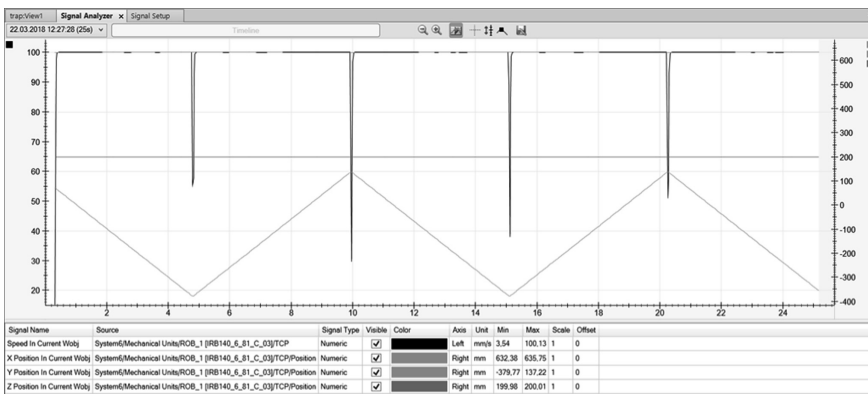 trap:View1 Signal Analyzer x Signal Setup
22.03.2018 12:27:28 (25s) Timeline
100
90
80
70
60
50
40
30
20
600
500
400
300
200
100
0
-100
-200
-300
-400
2 4 6 8 10 12 14 16 18 20 22 24
Signal Name Source Signal Type Visible Color Axis Unit Min Max Scale Offset
Speed In Current Wobj System6/Mechanical Units/ROB_1 [IRB140_6_81_C_03]/TCP Numeric Left mm/s 3,54 100,13 1 0
X Position In Current Wobj System6/Mechanical Units/ROB_1 [IRB140_6_81_C_03]/TCP/Position Numeric Right mm 632,38 635,75 1 0
Y Position In Current Wobj System6/Mechanical Units/ROB_1 [IRB140_6_81_C_03]/TCP/Position Numeric Right mm -379,77 137,22 1 0
Z Position In Current Wobj System6/Mechanical Units/ROB_1 [IRB140_6_81_C_03]/TCP/Position Numeric Right mm 199,98 200,01 1 0